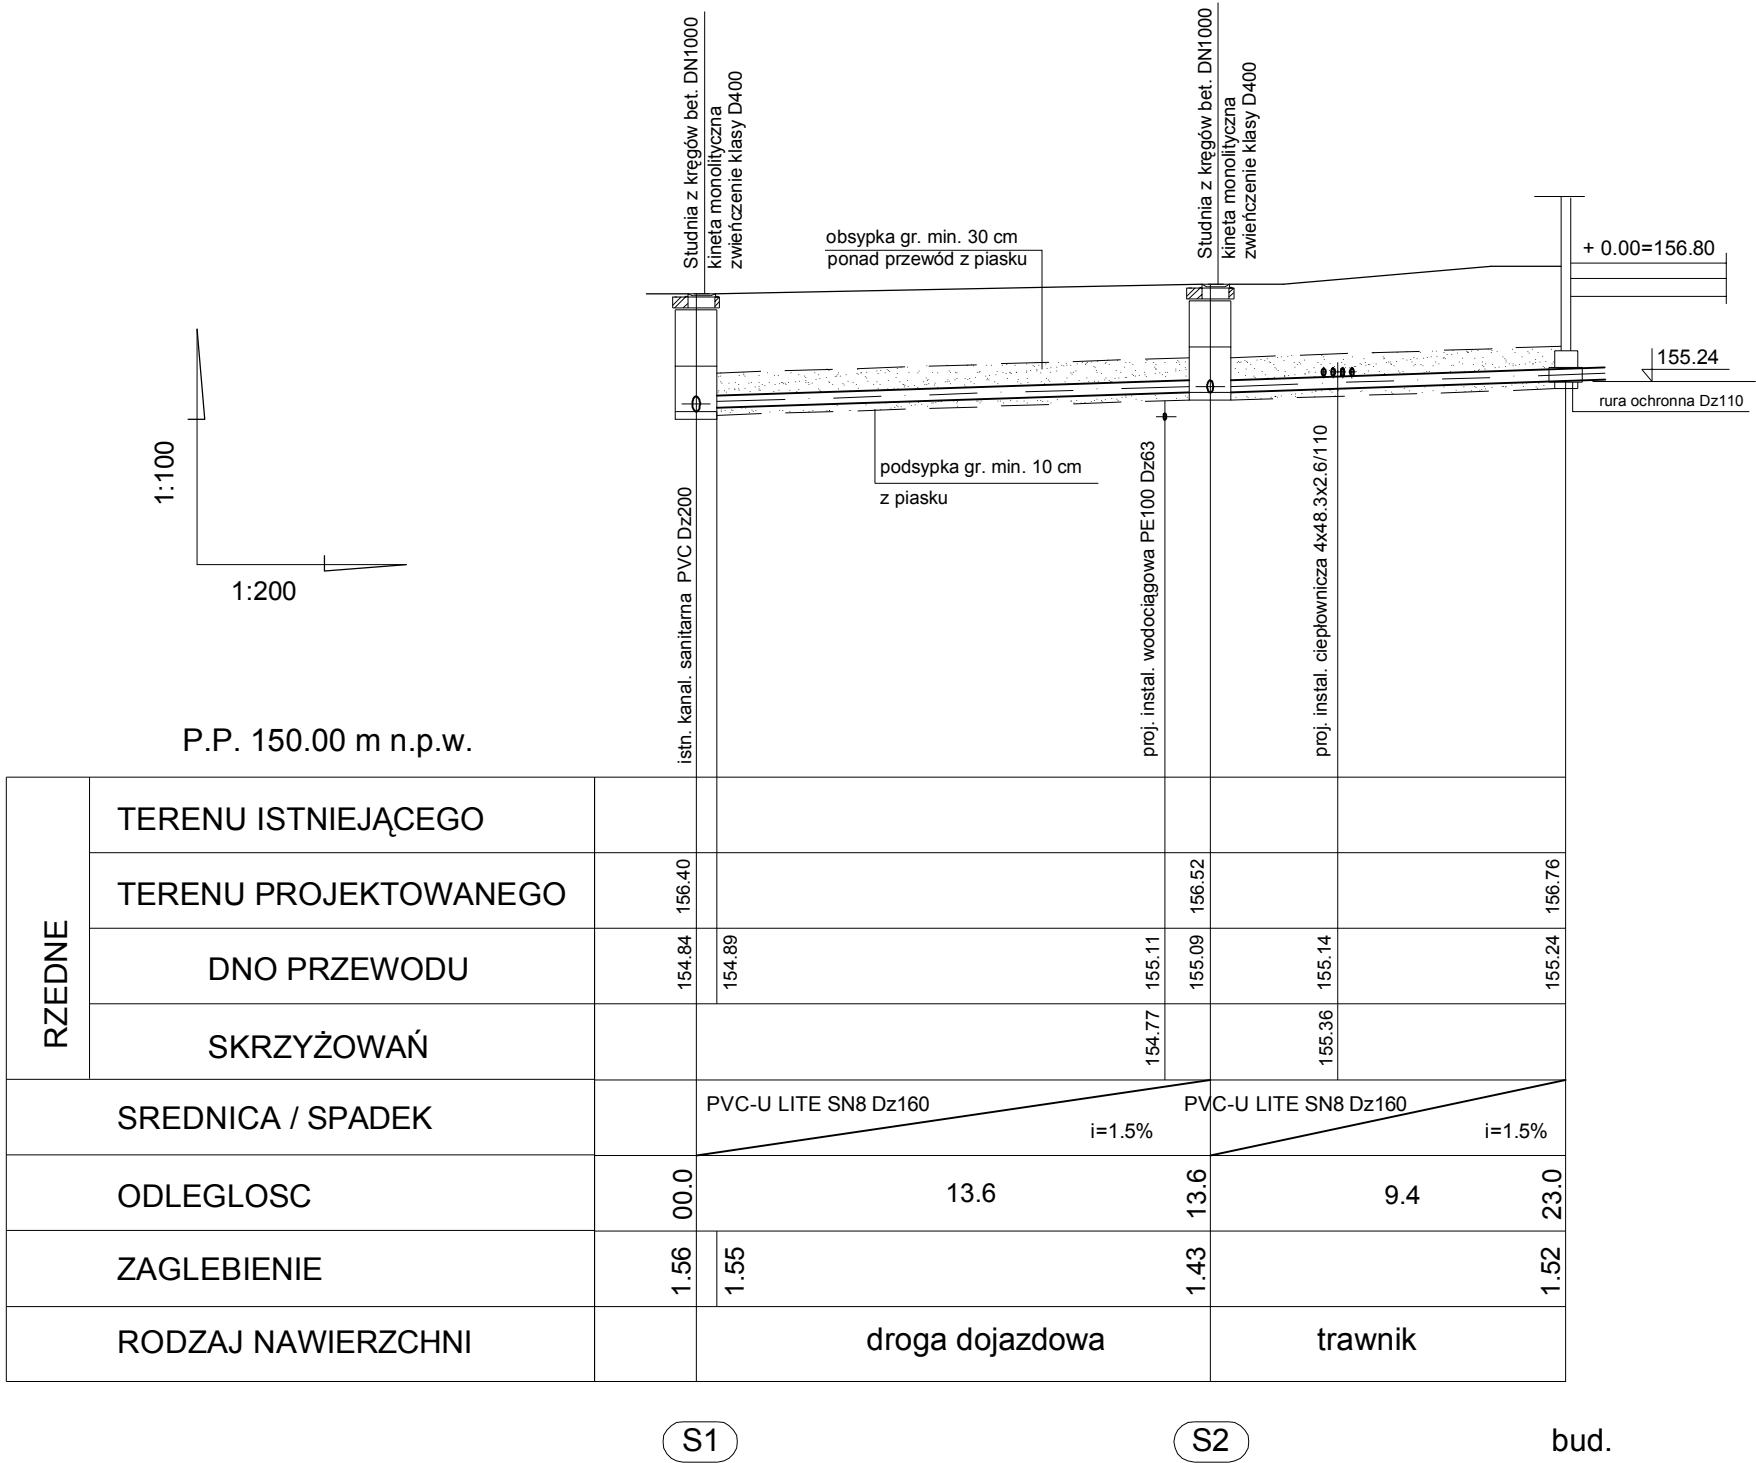 Studnia z kręgów bet. DN1000
kineta monolityczna
zwieńczenie klasy D400
Studnia z kręgów bet. DN1000
kineta monolityczna
zwieńczenie klasy D400
obsypka gr. min. 30 cm
ponad przewód z piasku
+ 0.00=156.80
155.24
rura ochronna Dz110
podsypka gr. min. 10 cm
z piasku
1:100
1:200
istn. kanal. sanitarna PVC Dz200
proj. instal. wodociągowa PE100 Dz63
proj. instal. ciepłownicza 4x48.3x2.6/110
P.P. 150.00 m n.p.w.
RZEDNE
TERENU ISTNIEJĄCEGO
TERENU PROJEKTOWANEGO
156.40
156.52
156.76
DNO PRZEWODU
154.84
154.89
155.11
155.09
155.14
155.24
SKRZYŻOWAŃ
154.77
155.36
SREDNICA / SPADEK
PVC-U LITE SN8 Dz160
i=1.5%
PVC-U LITE SN8 Dz160
i=1.5%
ODLEGLOSC
00.0
13.6
13.6
9.4
23.0
ZAGLEBIENIE
1.56
1.55
1.43
1.52
RODZAJ NAWIERZCHNI
droga dojazdowa
trawnik
S1
S2
bud.